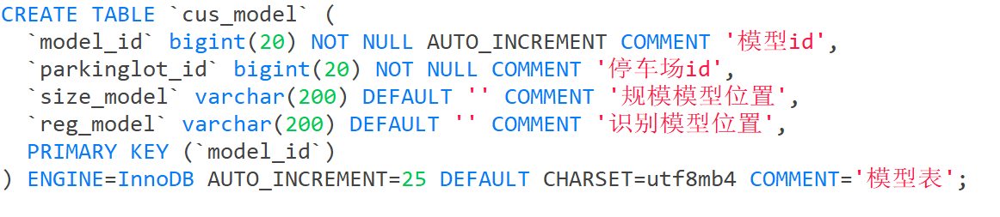 CREATE TABLE `cus_model` (
  `model_id` bigint(20) NOT NULL AUTO_INCREMENT COMMENT '模型id',
  `parkinglot_id` bigint(20) NOT NULL COMMENT '停车场id',
  `size_model` varchar(200) DEFAULT '' COMMENT '规模模型位置',
  `reg_model` varchar(200) DEFAULT '' COMMENT '识别模型位置',
  PRIMARY KEY (`model_id`)
) ENGINE=InnoDB AUTO_INCREMENT=25 DEFAULT CHARSET=utf8mb4 COMMENT='模型表';